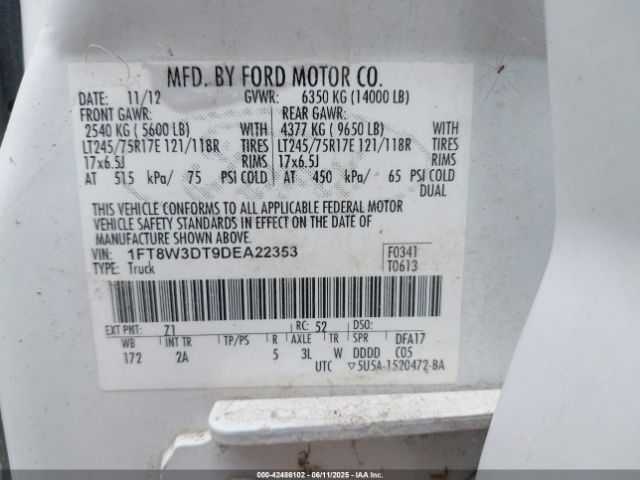 MFD. BY FORD MOTOR CO.
DATE: 11/12 GVWR: 6350 KG (14000 LB)
FRONT GAWR: REAR GAWR:
2540 KG (5600 LB) WITH 4377 KG (9650 LB) WITH
LT245/75R17E 121/118R TIRES LT245/75R17E 121/118R TIRES
17x6.5J RIMS 17x6.5J RIMS
AT 515 kPa/ 75 PSI COLD AT 450 kPa/ 65 PSI COLD
DUAL
THIS VEHICLE CONFORMS TO ALL APPLICABLE FEDERAL MOTOR
VEHICLE SAFETY STANDARDS IN EFFECT ON THE DATE OF
MANUFACTURE SHOWN ABOVE.
VIN: 1FT8W3DT9DEA22353 F0341
TYPE: Truck T0613
EXT PNT: Z1 RC: 52 DSO:
WB INT TR TP/PS R AXLE TR SPR DFA17
172 2A 5 3L W DDDD C05
UTC ▽5U5A-1520472-BA
000-42486102 - 06/11/2025 - IAAI.COM